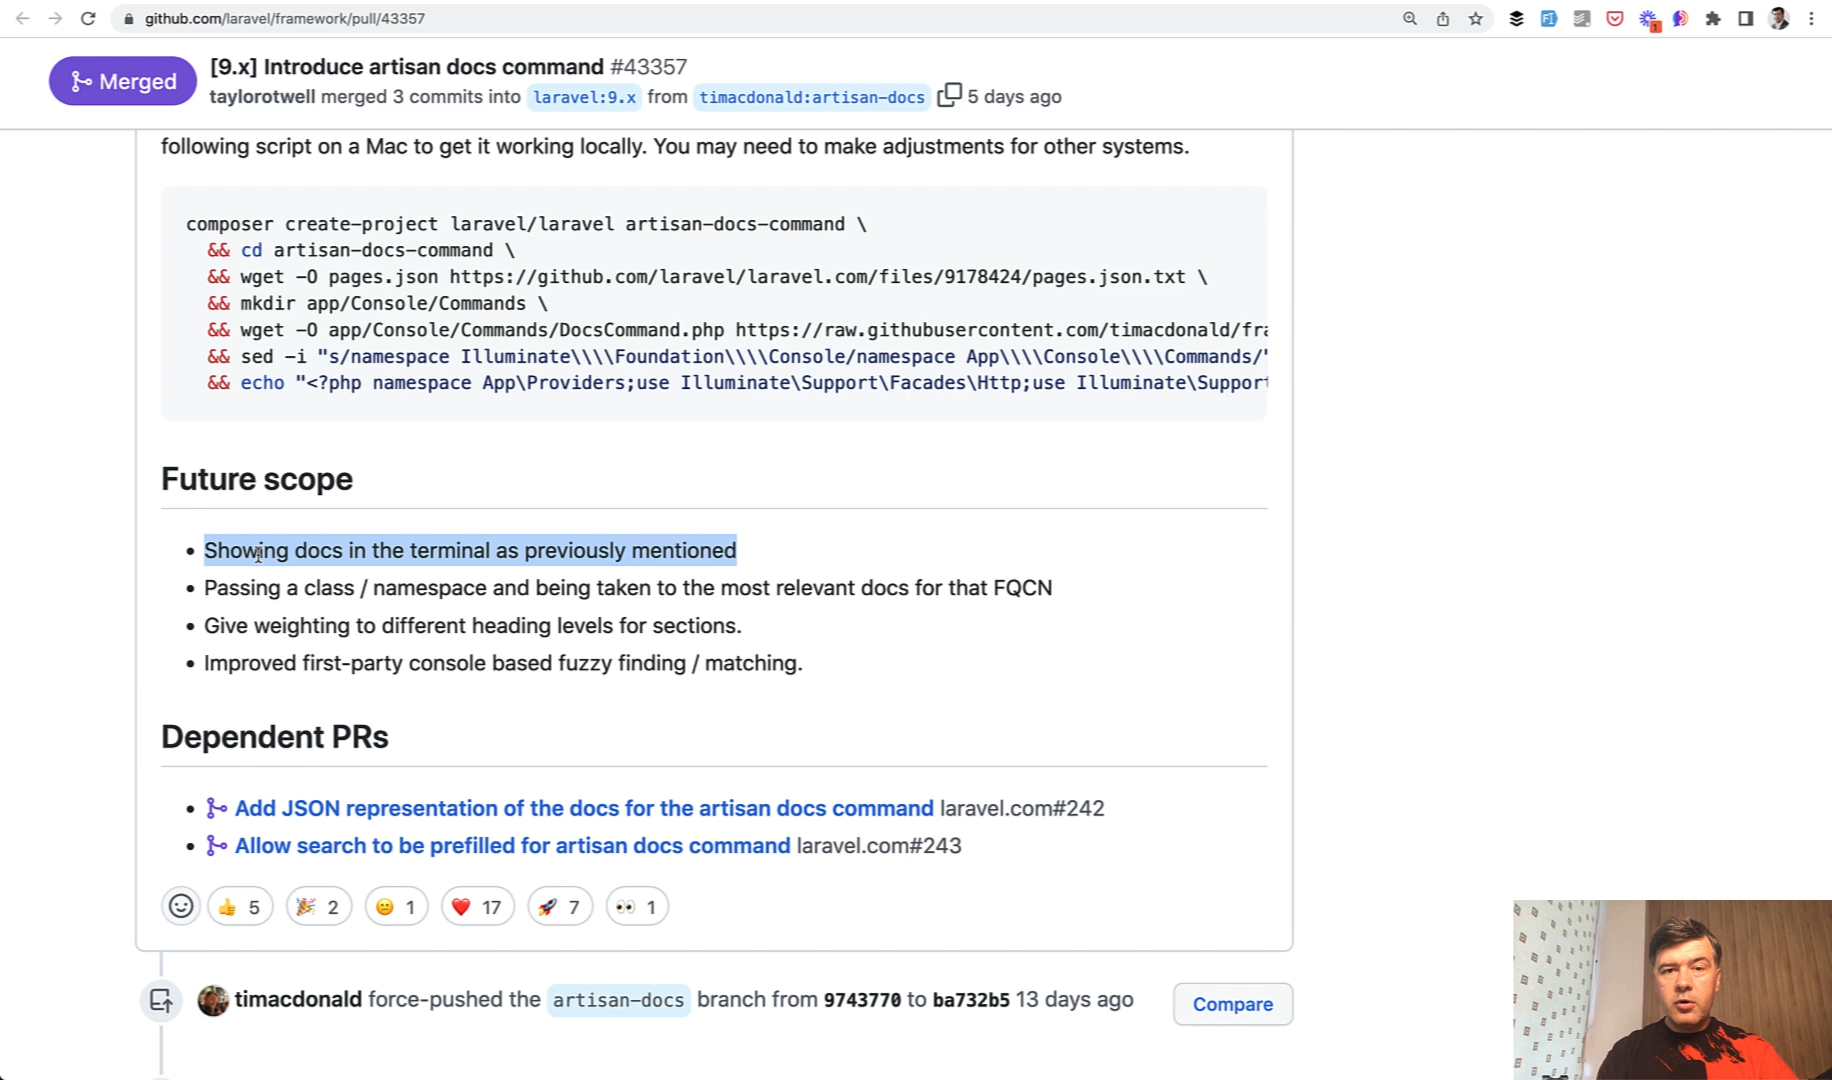 github.com/laravel/framework/pull/43357
1
Merged
[9.x] Introduce artisan docs command #43357
taylorotwell merged 3 commits into laravel:9.x from timacdonald:artisan-docs 5 days ago
following script on a Mac to get it working locally. You may need to make adjustments for other systems.
composer create-project laravel/laravel artisan-docs-command \
&& cd artisan-docs-command \
&& wget -O pages.json https://github.com/laravel/laravel.com/files/9178424/pages.json.txt \
&& mkdir app/Console/Commands \
&& wget -O app/Console/Commands/DocsCommand.php https://raw.githubusercontent.com/timacdonald/fra
&& sed -i "s/namespace Illuminate\\\\Foundation\\\\Console/namespace App\\\\Console\\\\Commands/"
&& echo "<?php namespace App\Providers;use Illuminate\Support\Facades\Http;use Illuminate\Support
Future scope
• Showing docs in the terminal as previously mentioned
• Passing a class / namespace and being taken to the most relevant docs for that FQCN
• Give weighting to different heading levels for sections.
• Improved first-party console based fuzzy finding / matching.
Dependent PRs
• Add JSON representation of the docs for the artisan docs command laravel.com#242
• Allow search to be prefilled for artisan docs command laravel.com#243
5 2 1 17 7 1
timacdonald force-pushed the artisan-docs branch from 9743770 to ba732b5 13 days ago
Compare